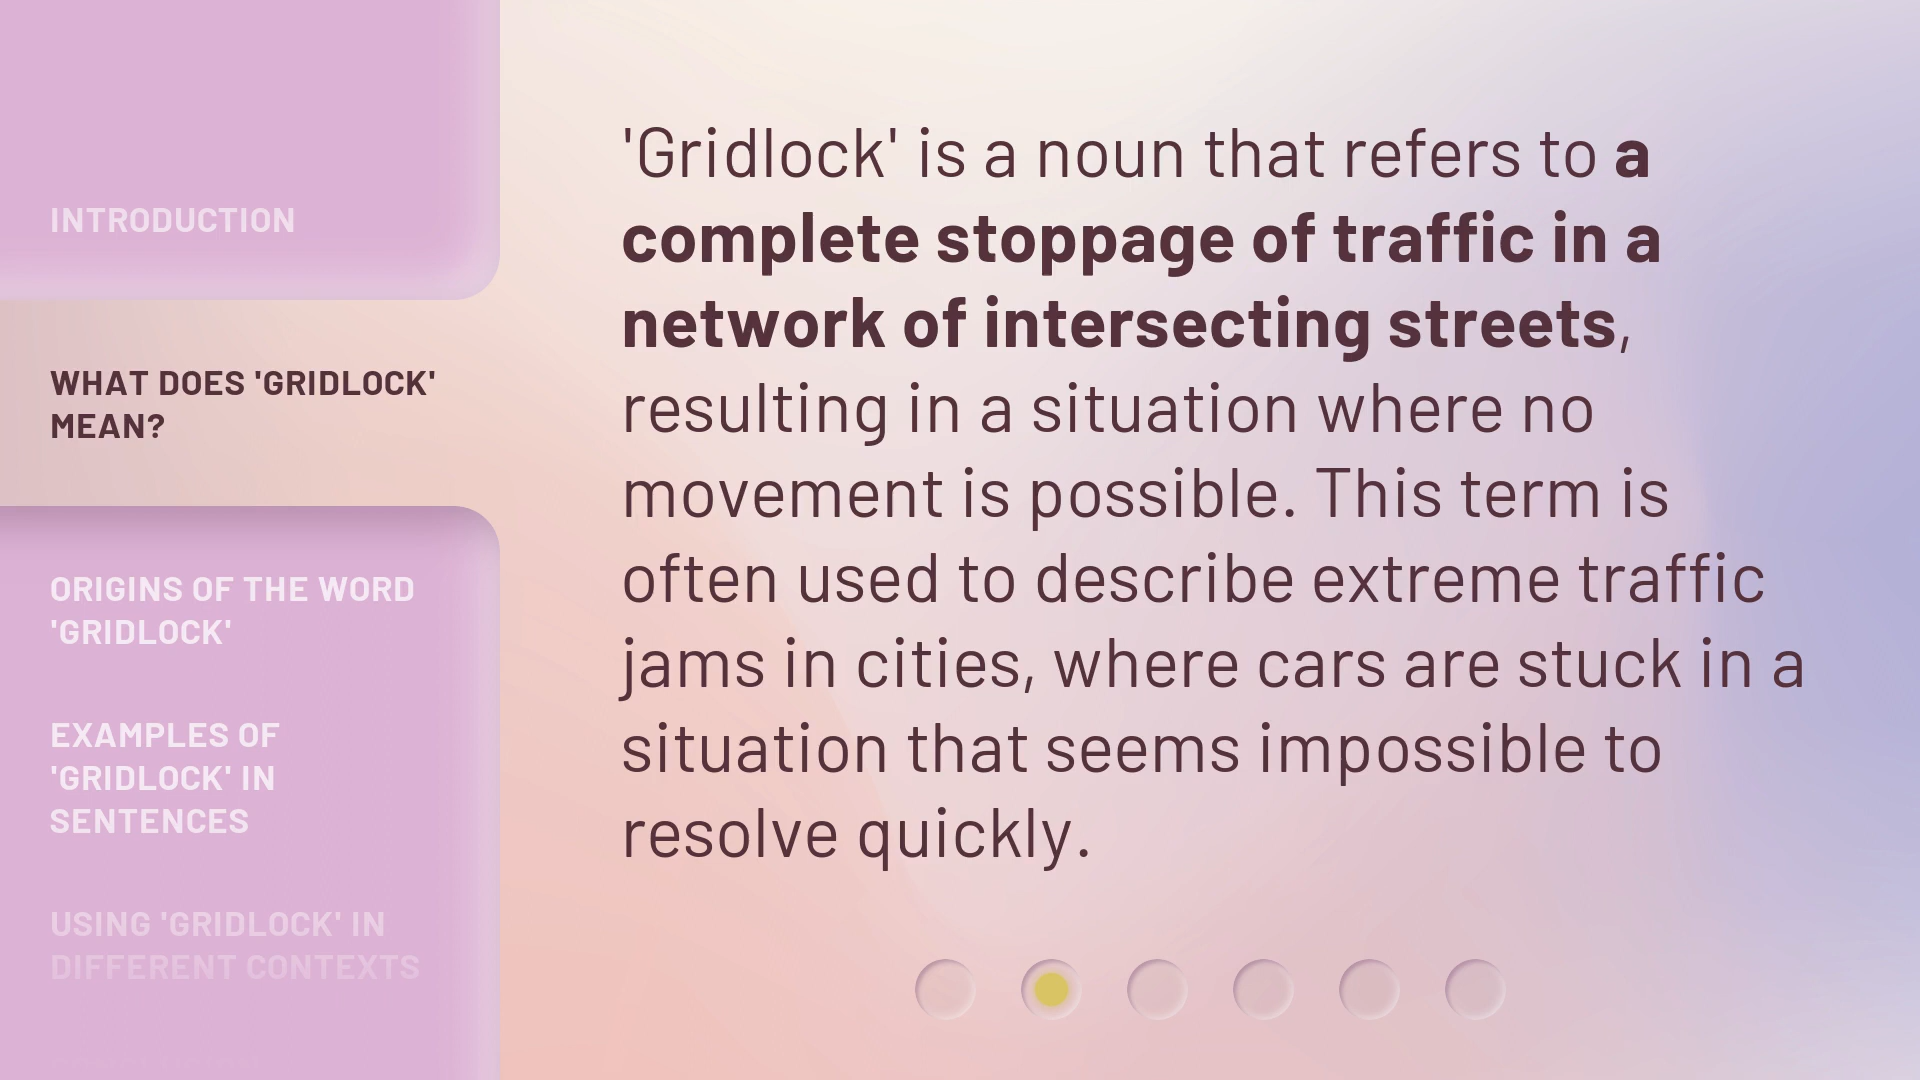 INTRODUCTION
WHAT DOES 'GRIDLOCK'
MEAN?
ORIGINS OF THE WORD
'GRIDLOCK'
EXAMPLES OF
'GRIDLOCK' IN
SENTENCES
USING 'GRIDLOCK' IN
DIFFERENT CONTEXTS
'Gridlock' is a noun that refers to a
complete stoppage of traffic in a
network of intersecting streets,
resulting in a situation where no
movement is possible. This term is
often used to describe extreme traffic
jams in cities, where cars are stuck in a
situation that seems impossible to
resolve quickly.